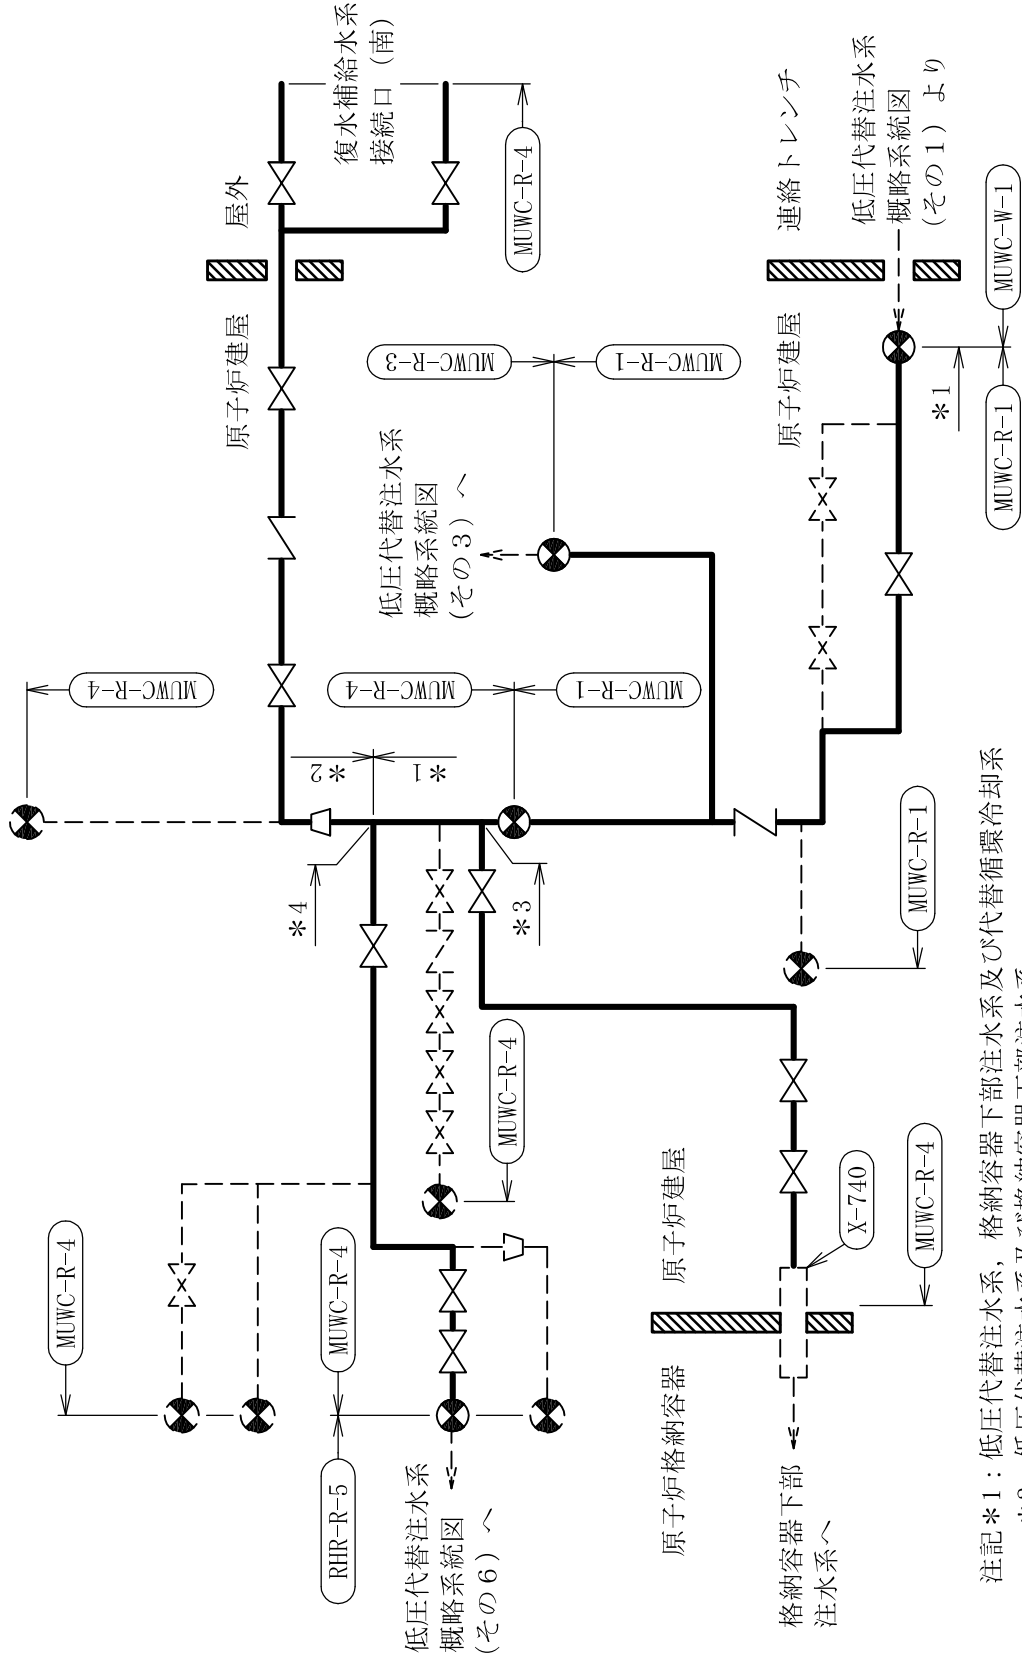 MUWC-R-4
MUWC-R-4
RHR-R-5
低圧代替注水系
概略系統図
(その6) へ
MUWC-R-4
*4
*2
*1
MUWC-R-4
MUWC-R-4
MUWC-R-1
*3
低圧代替注水系
概略系統図
(その3) へ
MUWC-R-3
MUWC-R-1
原子炉建屋
屋外
復水補給水系
接続口 (南)
MUWC-R-4
原子炉格納容器
原子炉建屋
格納容器下部
注水系へ
X-740
MUWC-R-4
MUWC-R-1
原子炉建屋
連絡トレンチ
低圧代替注水系
概略系統図
(その1) より
*1
MUWC-R-1
MUWC-W-1
注記*1：低圧代替注水系，格納容器下部注水系及び代替循環冷却系